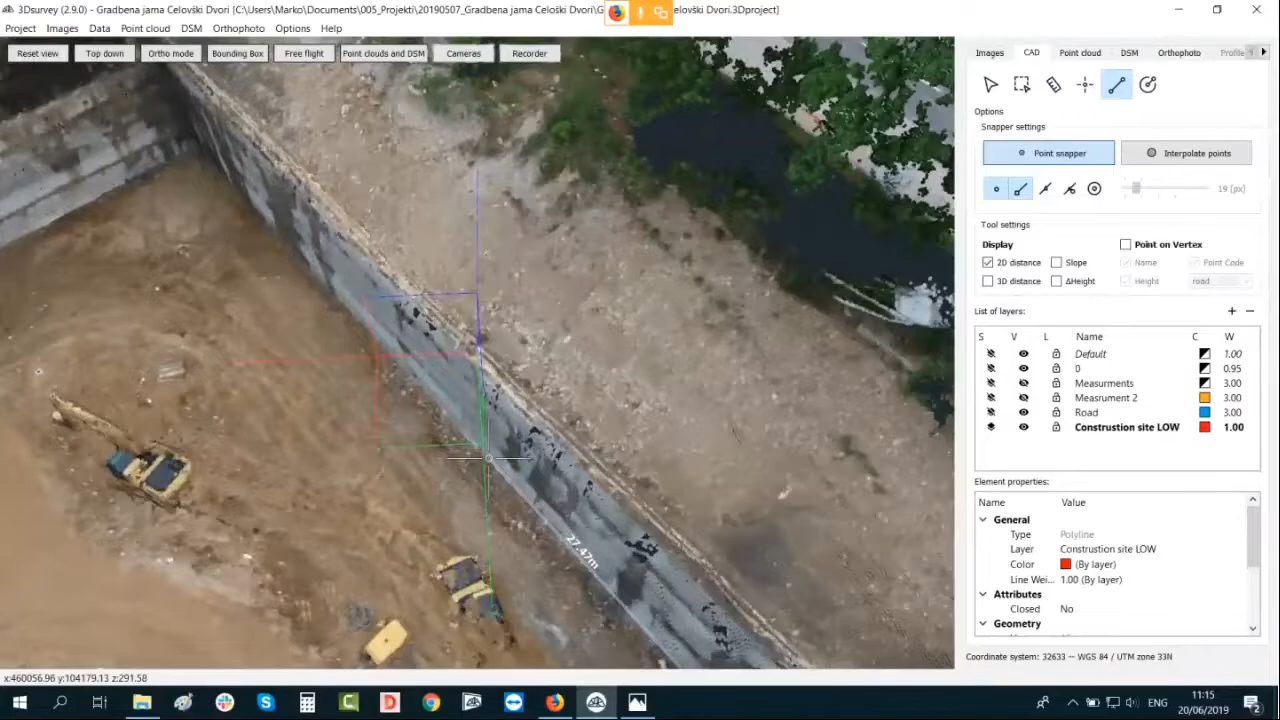 3Dsurvey (2.9.0) - Gradbena jama Celovški Dvori [C:\Users\Marko\Documents\005_Projekti\20190507_Gradbena jama Celoški Dvori\G elovški Dvori.3Dproject]
Project Images Data Point cloud DSM Orthophoto Options Help
Reset view Top down Ortho mode Bounding Box Free flight Point clouds and DSM Cameras Recorder
Images CAD Point cloud DSM Orthophoto Profile
Options
Snapper settings
Point snapper Interpolate points
19 [px]
Tool settings
Display Point on Vertex
2D distance Slope Name Point Code
3D distance ΔHeight Height read
List of layers: + −
S V L Name C W
Default 1.00
0 0.95
Measurments 3.00
Measrument 2 3.00
Road 3.00
Construstion site LOW 1.00
Element properties:
Name Value
General
Type Polyline
Layer Construstion site LOW
Color (By layer)
Line Wei... 1.00 (By layer)
Attributes
Closed No
Geometry
27.47m
Coordinate system: 32633 -- WGS 84 / UTM zone 33N
x:460056.96 y:104179.13 z:291.58
ENG 11:15
20/06/2019 2